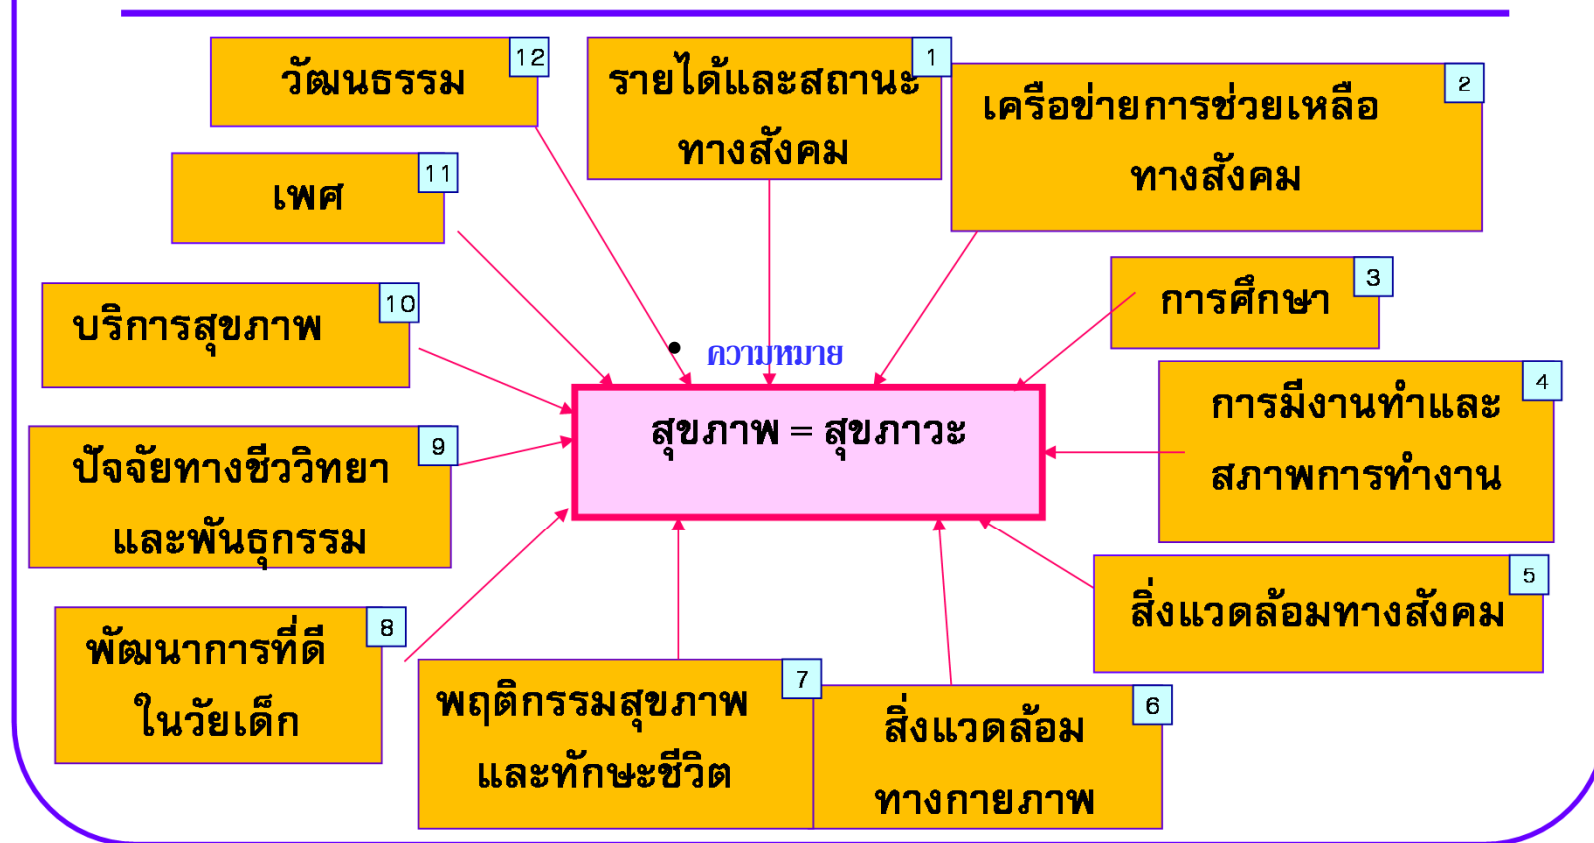 1
รายได้และสถานะ
ทางสังคม
2
เครือข่ายการช่วยเหลือ
ทางสังคม
3
การศึกษา
4
การมีงานทำและ
สภาพการทำงาน
5
สิ่งแวดล้อมทางสังคม
6
สิ่งแวดล้อม
ทางกายภาพ
7
พฤติกรรมสุขภาพ
และทักษะชีวิต
8
พัฒนาการที่ดี
ในวัยเด็ก
9
ปัจจัยทางชีววิทยา
และพันธุกรรม
10
บริการสุขภาพ
11
เพศ
12
วัฒนธรรม
• ความหมาย
สุขภาพ = สุขภาวะ